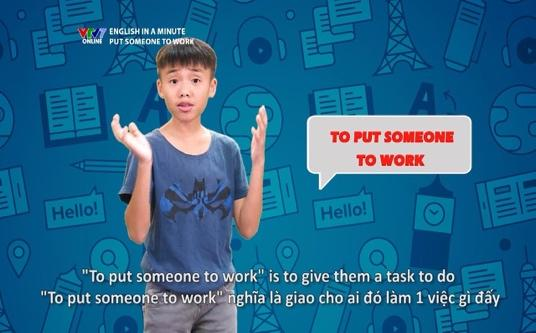 VTV7
ONLINE
ENGLISH IN A MINUTE
PUT SOMEONE TO WORK
TO PUT SOMEONE
TO WORK
Hello!
Hello!
"To put someone to work" is to give them a task to do
"To put someone to work" nghĩa là giao cho ai đó làm 1 việc gì đấy